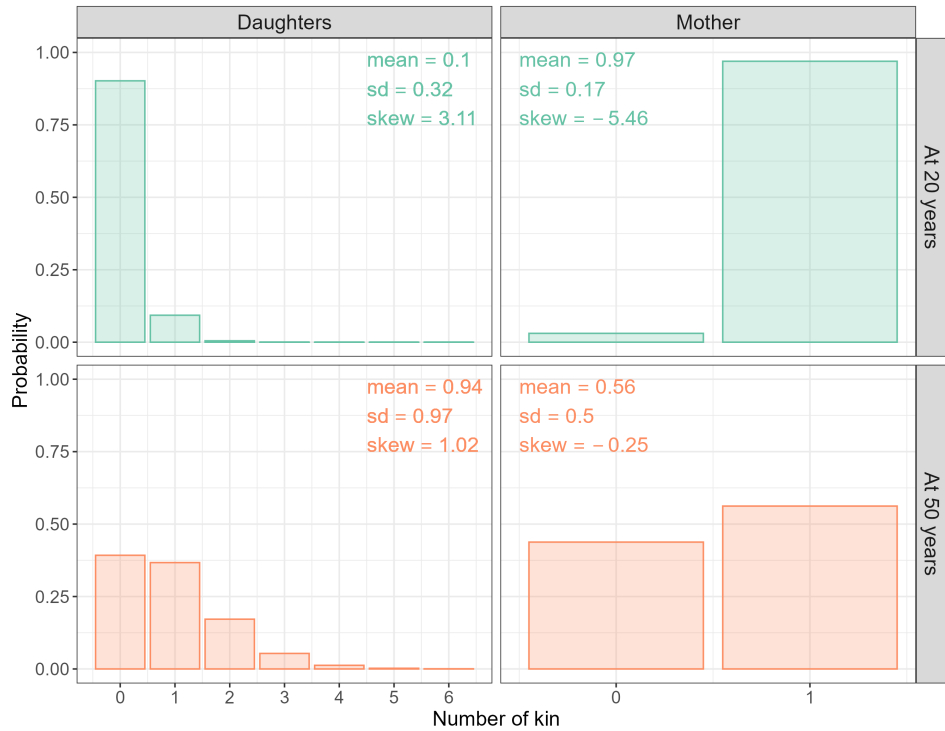 Daughters
Mother
1.00
0.75
0.50
0.25
0.00
mean = 0.1
sd = 0.32
skew = 3.11
mean = 0.97
sd = 0.17
skew = − 5.46
At 20 years
Probability
1.00
0.75
0.50
0.25
0.00
mean = 0.94
sd = 0.97
skew = 1.02
mean = 0.56
sd = 0.5
skew = − 0.25
At 50 years
0 1 2 3 4 5 6
0 1
Number of kin